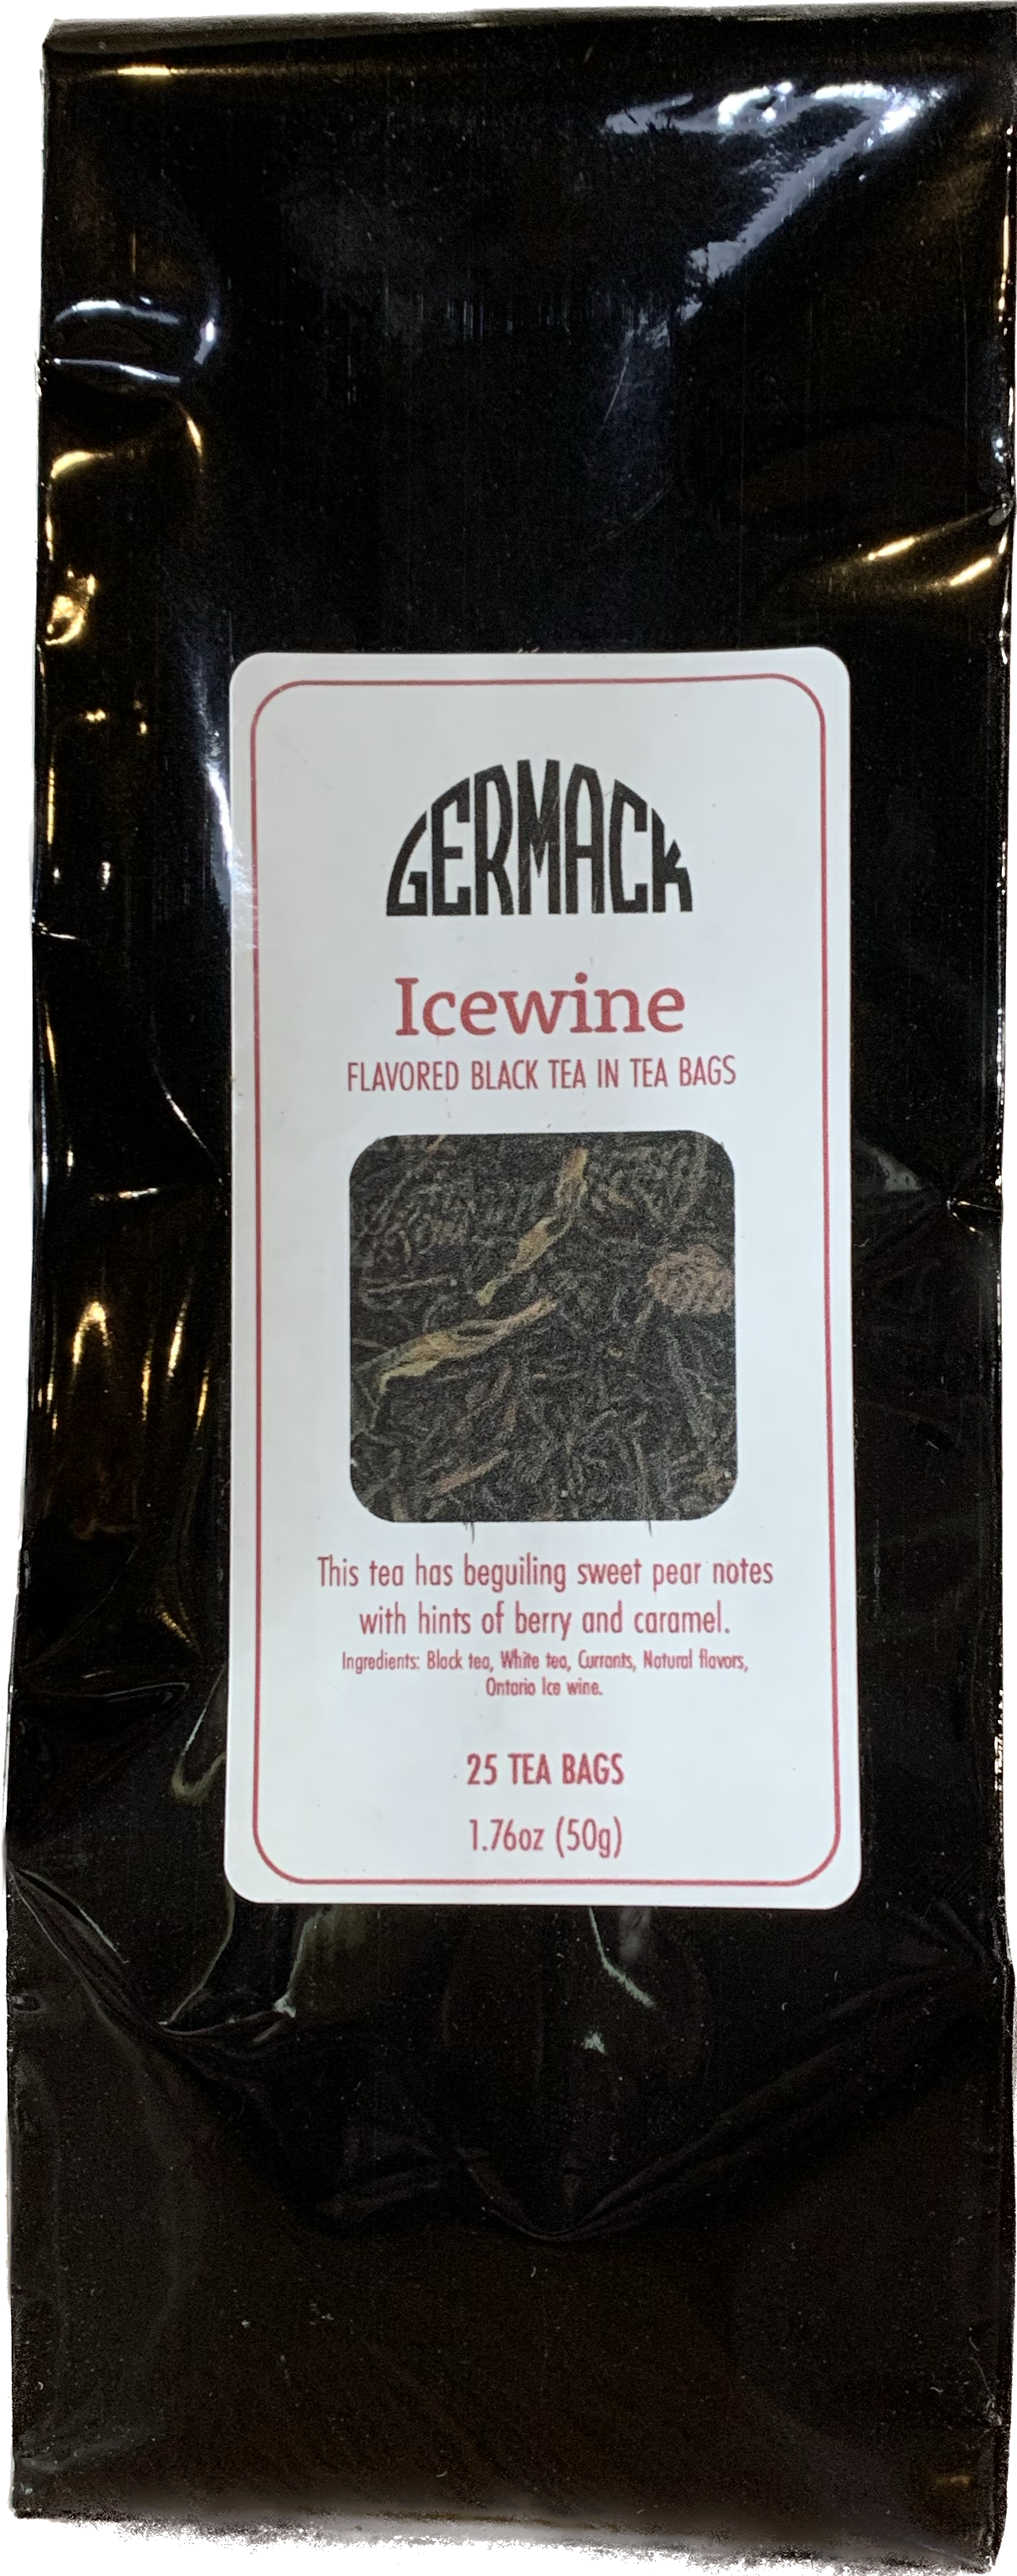 GERMACK
Icewine
FLAVORED BLACK TEA IN TEA BAGS
This tea has beguiling sweet pear notes
with hints of berry and caramel.
Ingredients: Black tea, White tea, Currants, Natural flavors,
Ontario Ice wine.
25 TEA BAGS
1.76oz (50g)